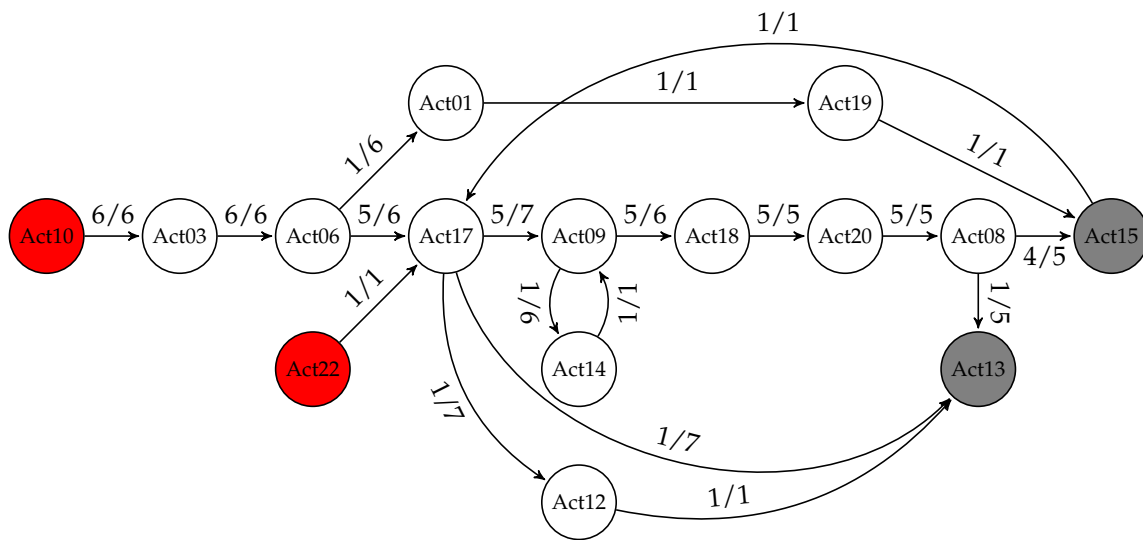 1/1
Act01
1/1
Act19
1/6
1/1
Act10
6/6
Act03
6/6
Act06
5/6
Act17
5/7
Act09
5/6
Act18
5/5
Act20
5/5
Act08
4/5
Act15
1/1
1/6
1/1
1/5
Act22
Act14
Act13
1/7
1/7
Act12
1/1